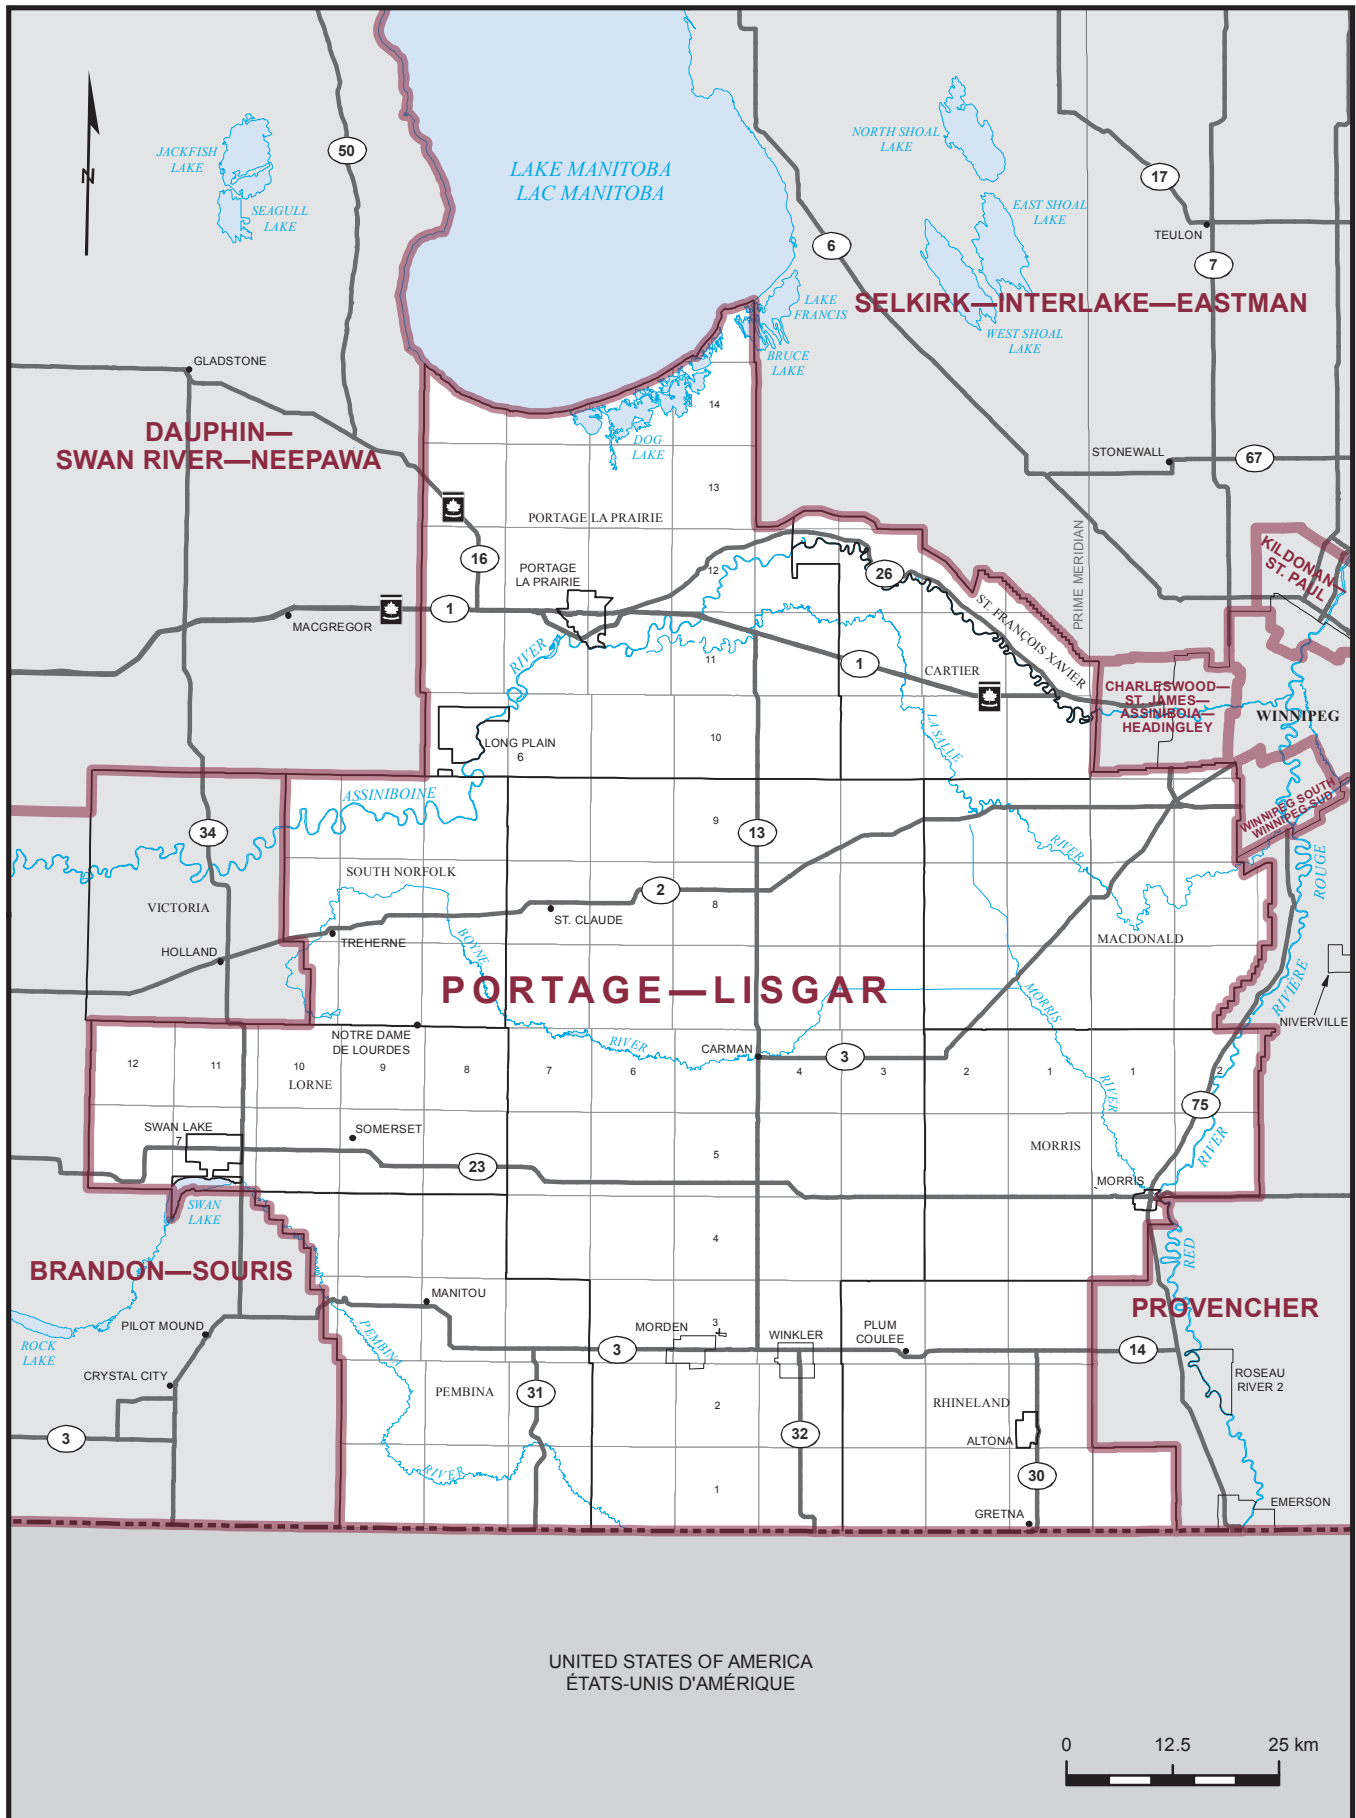 50
JACKFISH
LAKE
SEAGULL
LAKE
N
LAKE MANITOBA
LAC MANITOBA
NORTH SHOAL
LAKE
17
EAST SHOAL
LAKE
TEULON
6
7
LAKE
FRANCIS
SELKIRK—INTERLAKE—EASTMAN
WEST SHOAL
LAKE
BRUCE
LAKE
GLADSTONE
14
DAUPHIN—
SWAN RIVER—NEEPAWA
DOG
LAKE
STONEWALL
67
13
PORTAGE LA PRAIRIE
PRIME MERIDIAN
KILDONAN—
ST. PAUL
16
PORTAGE
LA PRAIRIE
12
26
1
MACGREGOR
ST. FRANÇOIS XAVIER
RIVER
11
1
CARTIER
CHARLESWOOD—
ST. JAMES—
ASSINIBOIA—
HEADINGLEY
WINNIPEG
LONG PLAIN
6
10
LA SALLE
ASSINIBOINE
WINNIPEG SOUTH
WINNIPEG SUD
34
9
13
RIVER
ROUGE
SOUTH NORFOLK
2
8
VICTORIA
ST. CLAUDE
BOYNE
TREHERNE
HOLLAND
MACDONALD
PORTAGE—LISGAR
MORRIS
RIVIÈRE
NIVERVILLE
NOTRE DAME
DE LOURDES
RIVER
CARMAN
3
12
11
10
9
8
7
6
4
3
2
1
1
2
LORNE
RIVER
75
SWAN LAKE
7
SOMERSET
23
5
MORRIS
RIVER
MORRIS
SWAN
LAKE
4
RED
BRANDON—SOURIS
MANITOU
PROVENCHER
PILOT MOUND
PEMBINA
MORDEN
3
WINKLER
PLUM
COULEE
ROCK
LAKE
3
14
CRYSTAL CITY
PEMBINA
31
ROSEAU
RIVER 2
2
RHINELAND
3
32
ALTONA
RIVER
30
1
GRETNA
EMERSON
UNITED STATES OF AMERICA
ÉTATS-UNIS D'AMÉRIQUE
0 12.5 25 km